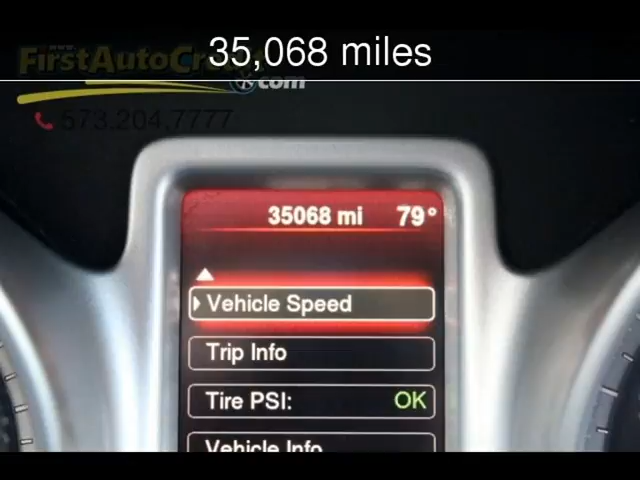 35,068 miles
www.
FirstAutoCredit
.com
573.204.7777
35068 mi 79°
Vehicle Speed
Trip Info
Tire PSI: OK
Vehicle Info